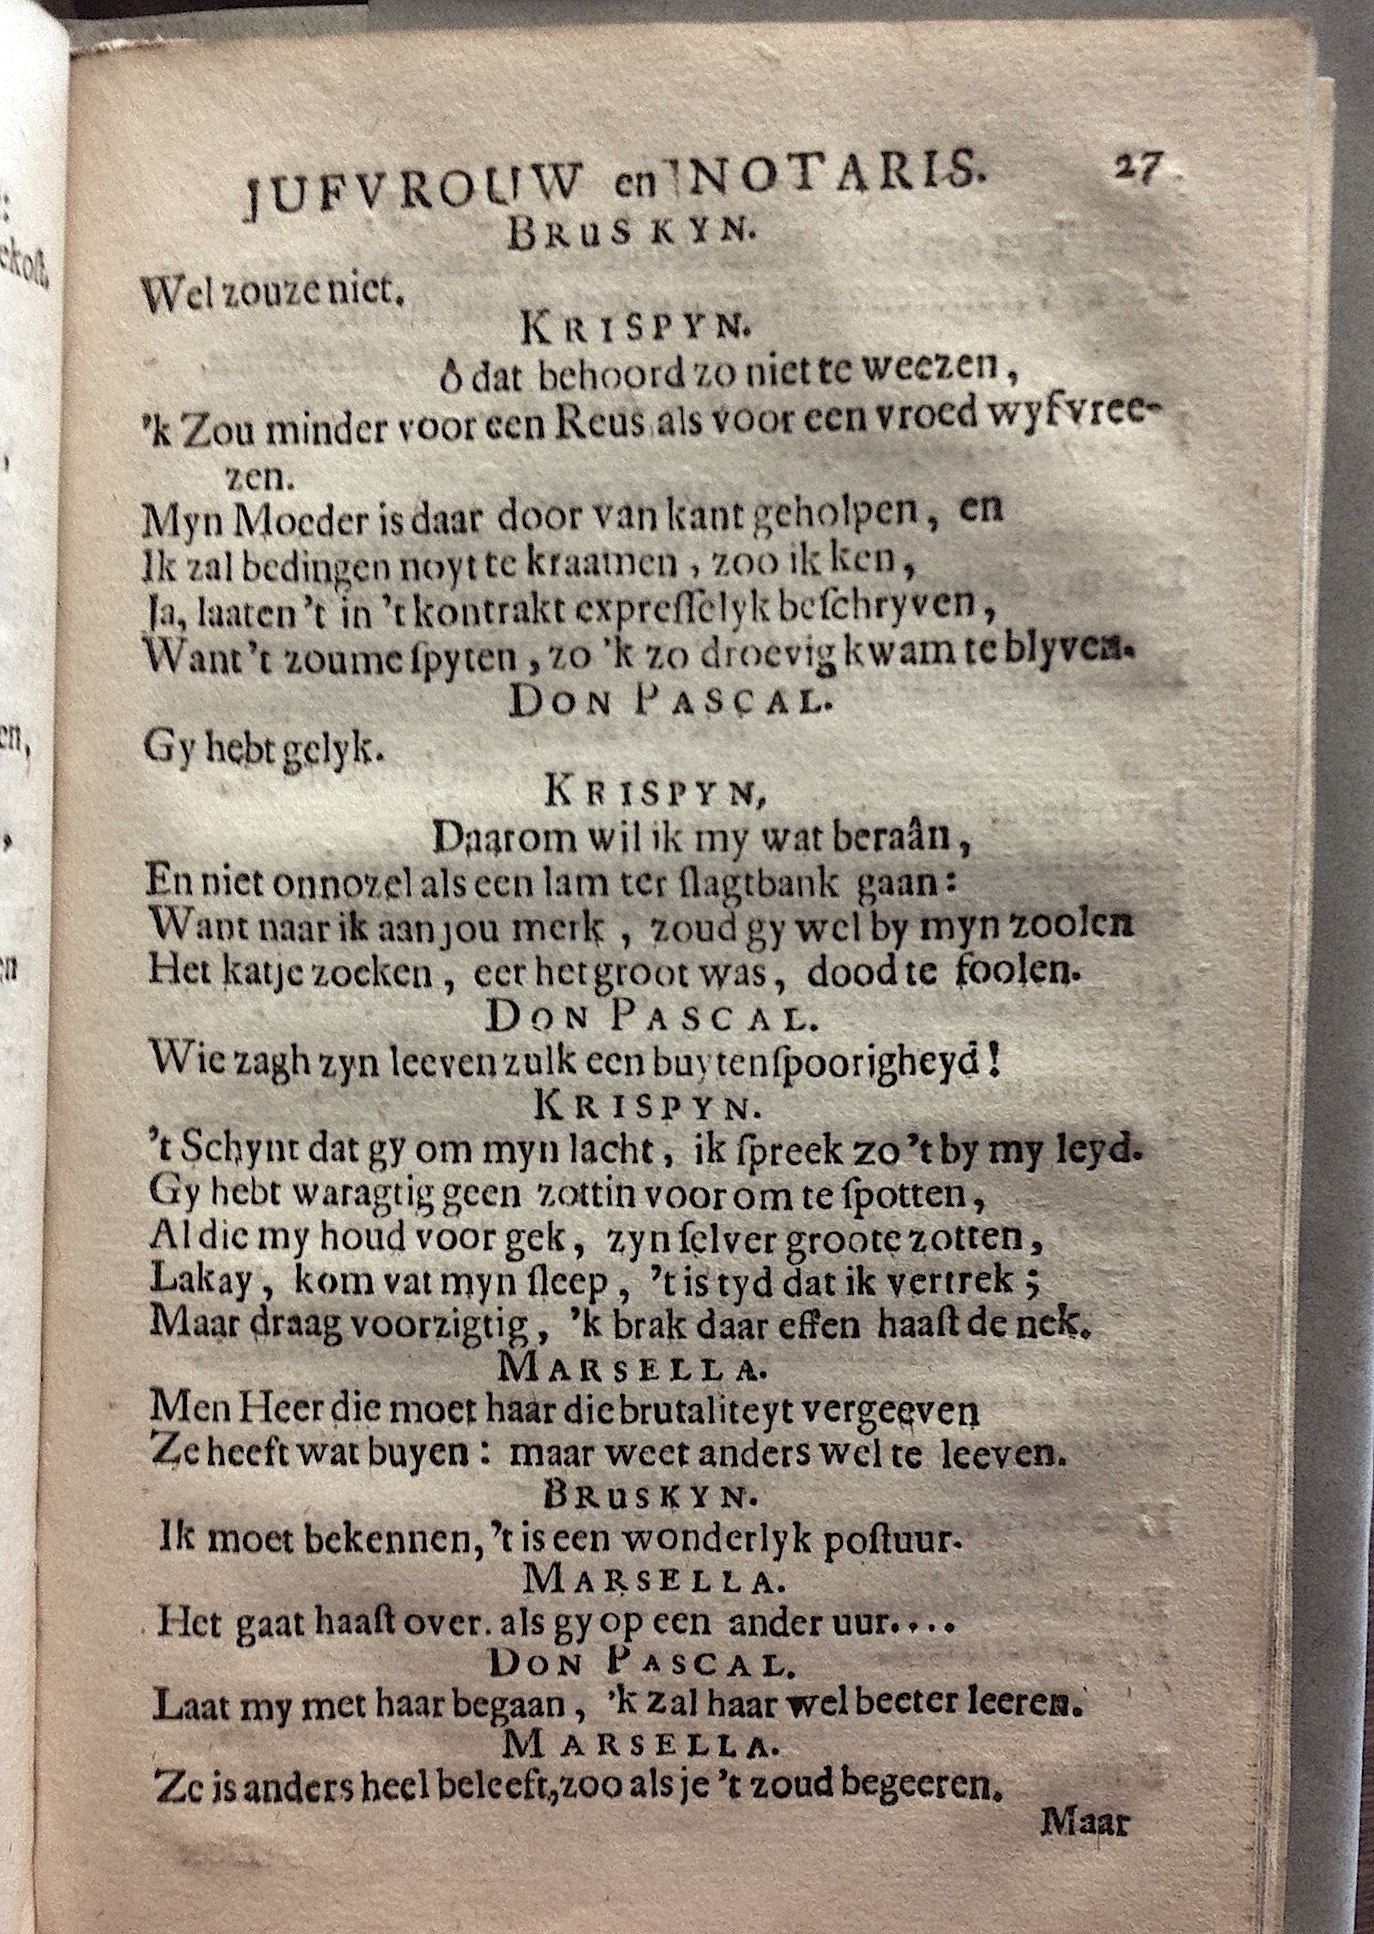 JUFVROUW en NOTARIS. 27
BRUSKYN.
Wel zouze niet.
KRISPYN.
ô dat behoord zo niet te weezen,
'k Zou minder voor een Reus als voor een vroed wyf vree-
zen.
Myn Moeder is daar door van kant geholpen, en
Ik zal bedingen noyt te kraamen, zoo ik ken,
Ja, laaten 't in 't kontrakt expreſſelyk beſchryven,
Want 't zoume ſpyten, zo 'k zo droevig kwam te blyven.
DON PASCAL.
Gy hebt gelyk.
KRISPYN,
Daarom wil ik my wat beraân,
En niet onnozel als een lam ter ſlagtbank gaan:
Want naar ik aan jou merk, zoud gy wel by myn zoolen
Het katje zoeken, eer het groot was, dood te foolen.
DON PASCAL.
Wie zagh zyn leeven zulk een buytenſpoorigheyd!
KRISPYN.
't Schynt dat gy om myn lacht, ik ſpreek zo 't by my leyd.
Gy hebt waragtig geen zottin voor om te ſpotten,
Al die my houd voor gek, zyn ſelver groote zotten,
Lakay, kom vat myn ſleep, 't is tyd dat ik vertrek;
Maar draag voorzigtig, 'k brak daar effen haaſt de nek.
MARSELLA.
Men Heer die moet haar die brutaliteyt vergeeven
Ze heeft wat buyen: maar weet anders wel te leeven.
BRUSKYN.
Ik moet bekennen, 't is een wonderlyk poſtuur.
MARSELLA.
Het gaat haaſt over. als gy op een ander uur....
DON PASCAL.
Laat my met haar begaan, 'k zal haar wel beeter leeren.
MARSELLA.
Ze is anders heel beleeft, zoo als je 't zoud begeeren.
Maar